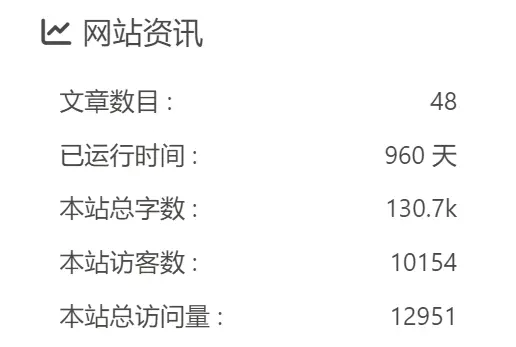 网站资讯
文章数目 : 48
已运行时间 : 960 天
本站总字数 : 130.7k
本站访客数 : 10154
本站总访问量 : 12951